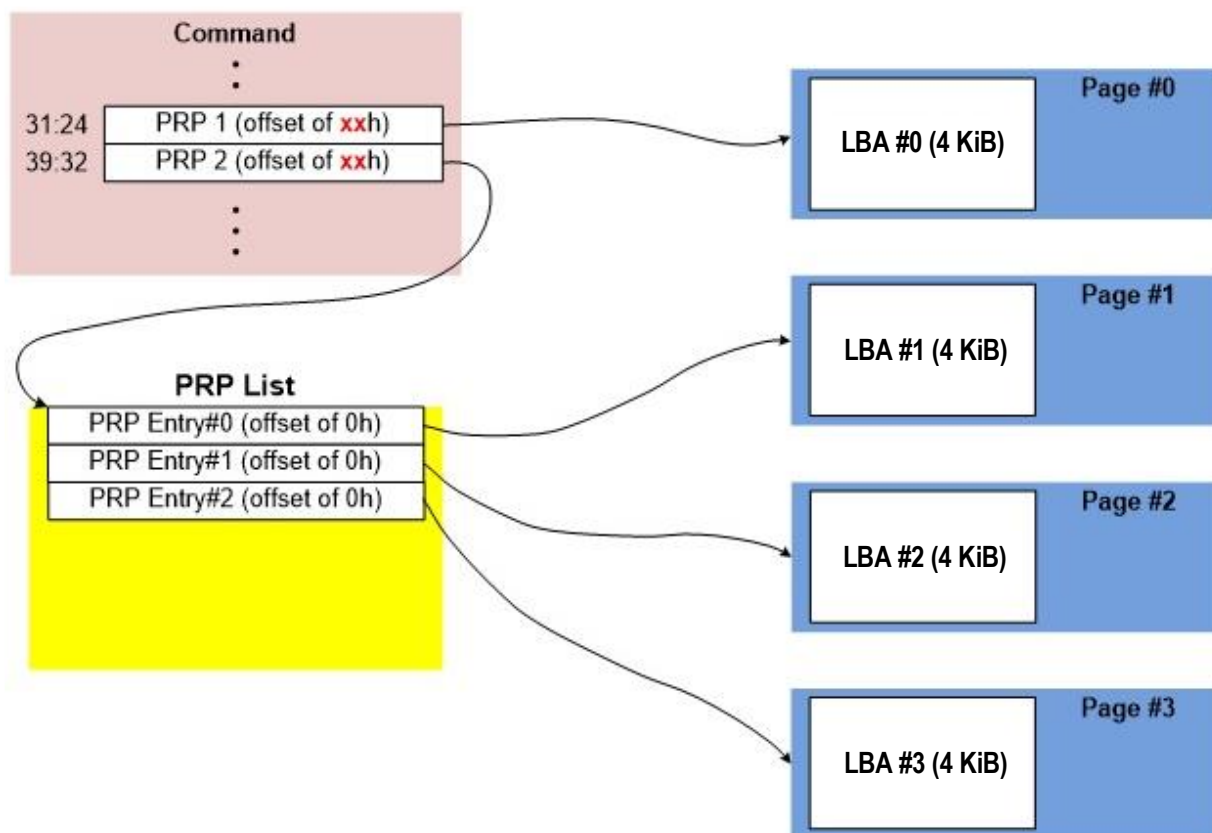 Command
31:24
PRP 1 (offset of xxh)
39:32
PRP 2 (offset of xxh)
PRP List
PRP Entry#0 (offset of 0h)
PRP Entry#1 (offset of 0h)
PRP Entry#2 (offset of 0h)
Page #0
LBA #0 (4 KiB)
Page #1
LBA #1 (4 KiB)
Page #2
LBA #2 (4 KiB)
Page #3
LBA #3 (4 KiB)